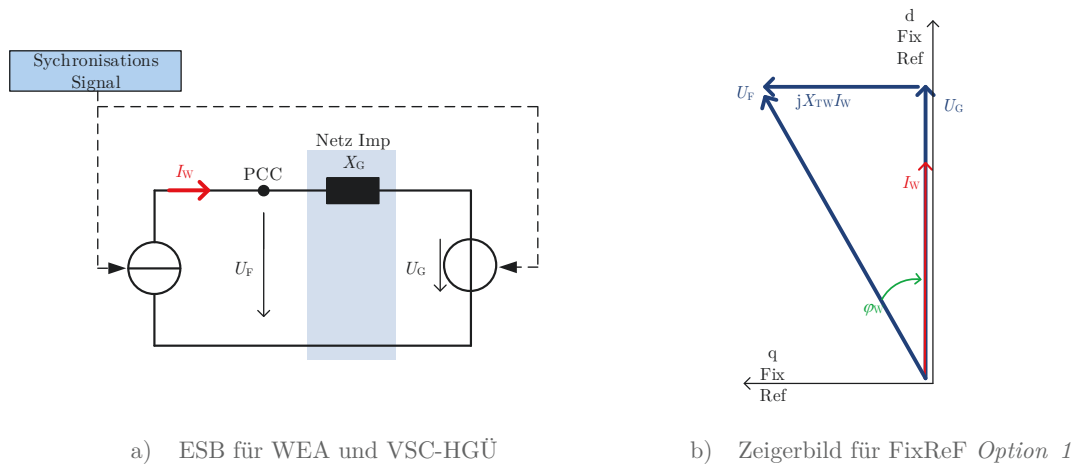 Sychronisations
Signal
Netz Imp
X_G
I_W
PCC
U_F
U_G
d
Fix
Ref
U_F
jX_TW I_W
U_G
I_W
φ_W
q
Fix
Ref
a) ESB für WEA und VSC-HGÜ
b) Zeigerbild für FixReF Option 1